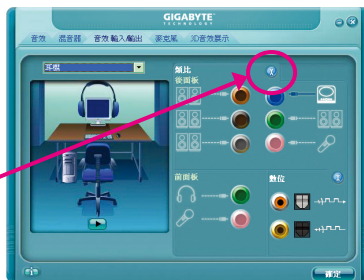 GIGABYTE
TECHNOLOGY
音效 混音器 音效輸入/輸出 麥克風 3D音效展示
耳機
類比
後面板
前面板
數位
確定